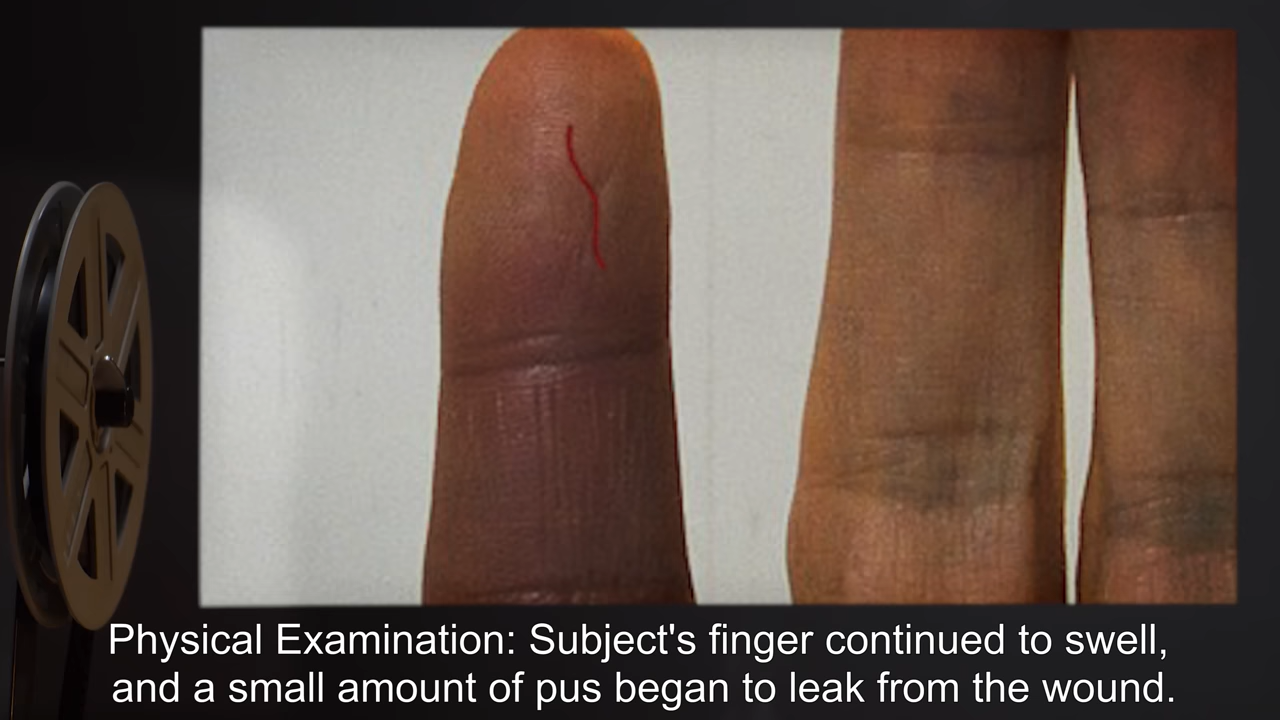 Physical Examination: Subject's finger continued to swell,
and a small amount of pus began to leak from the wound.